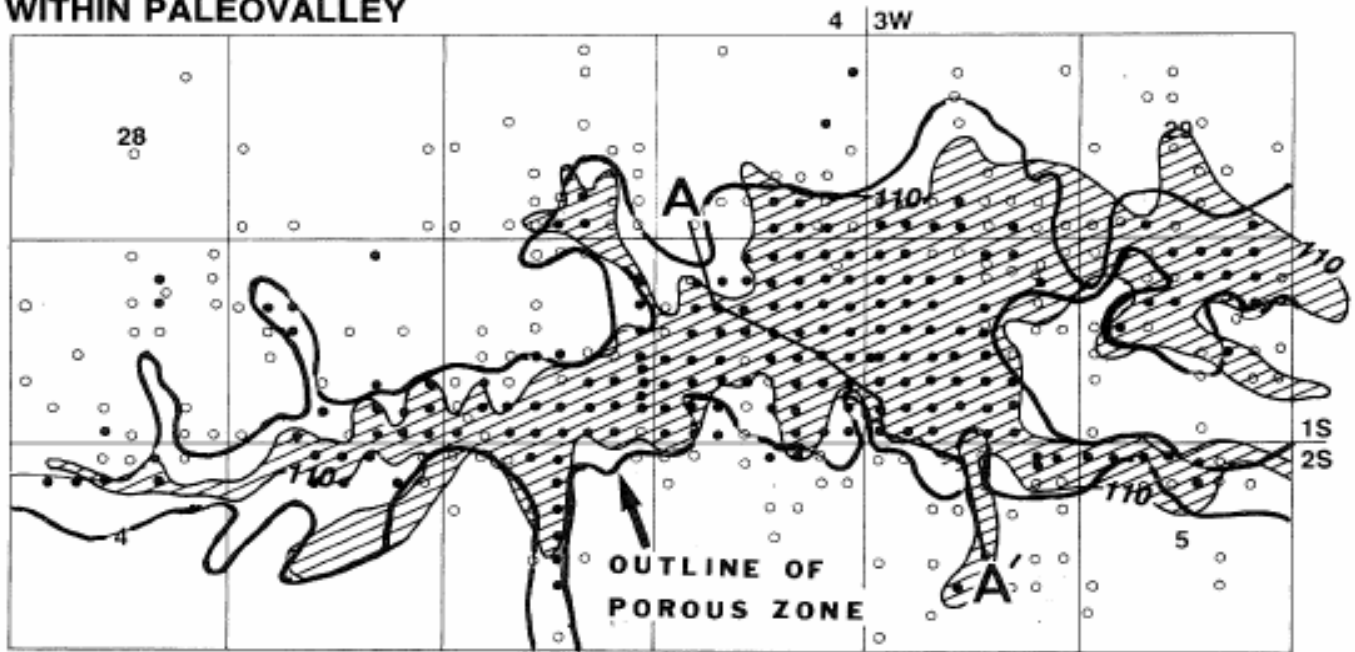 WITHIN PALEOVALLEY
4 3W
28
29
A
110
110
1S
2S
110
110
4
5
OUTLINE OF
POROUS ZONE
A′